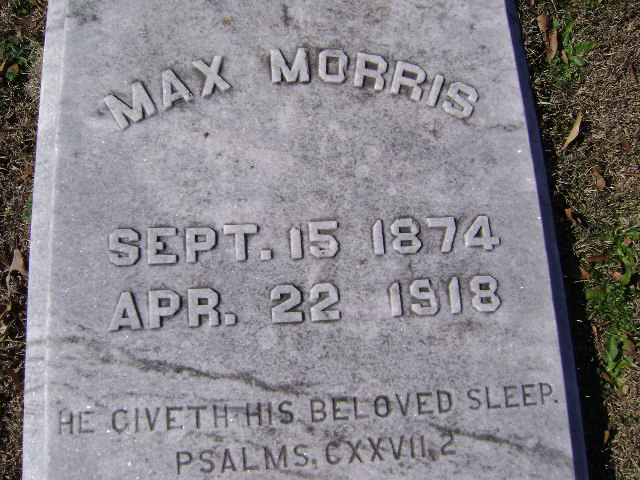 MAX MORRIS
SEPT. 15 1874
APR. 22 1918
HE GIVETH HIS BELOVED SLEEP.
PSALMS. CXXVII, 2